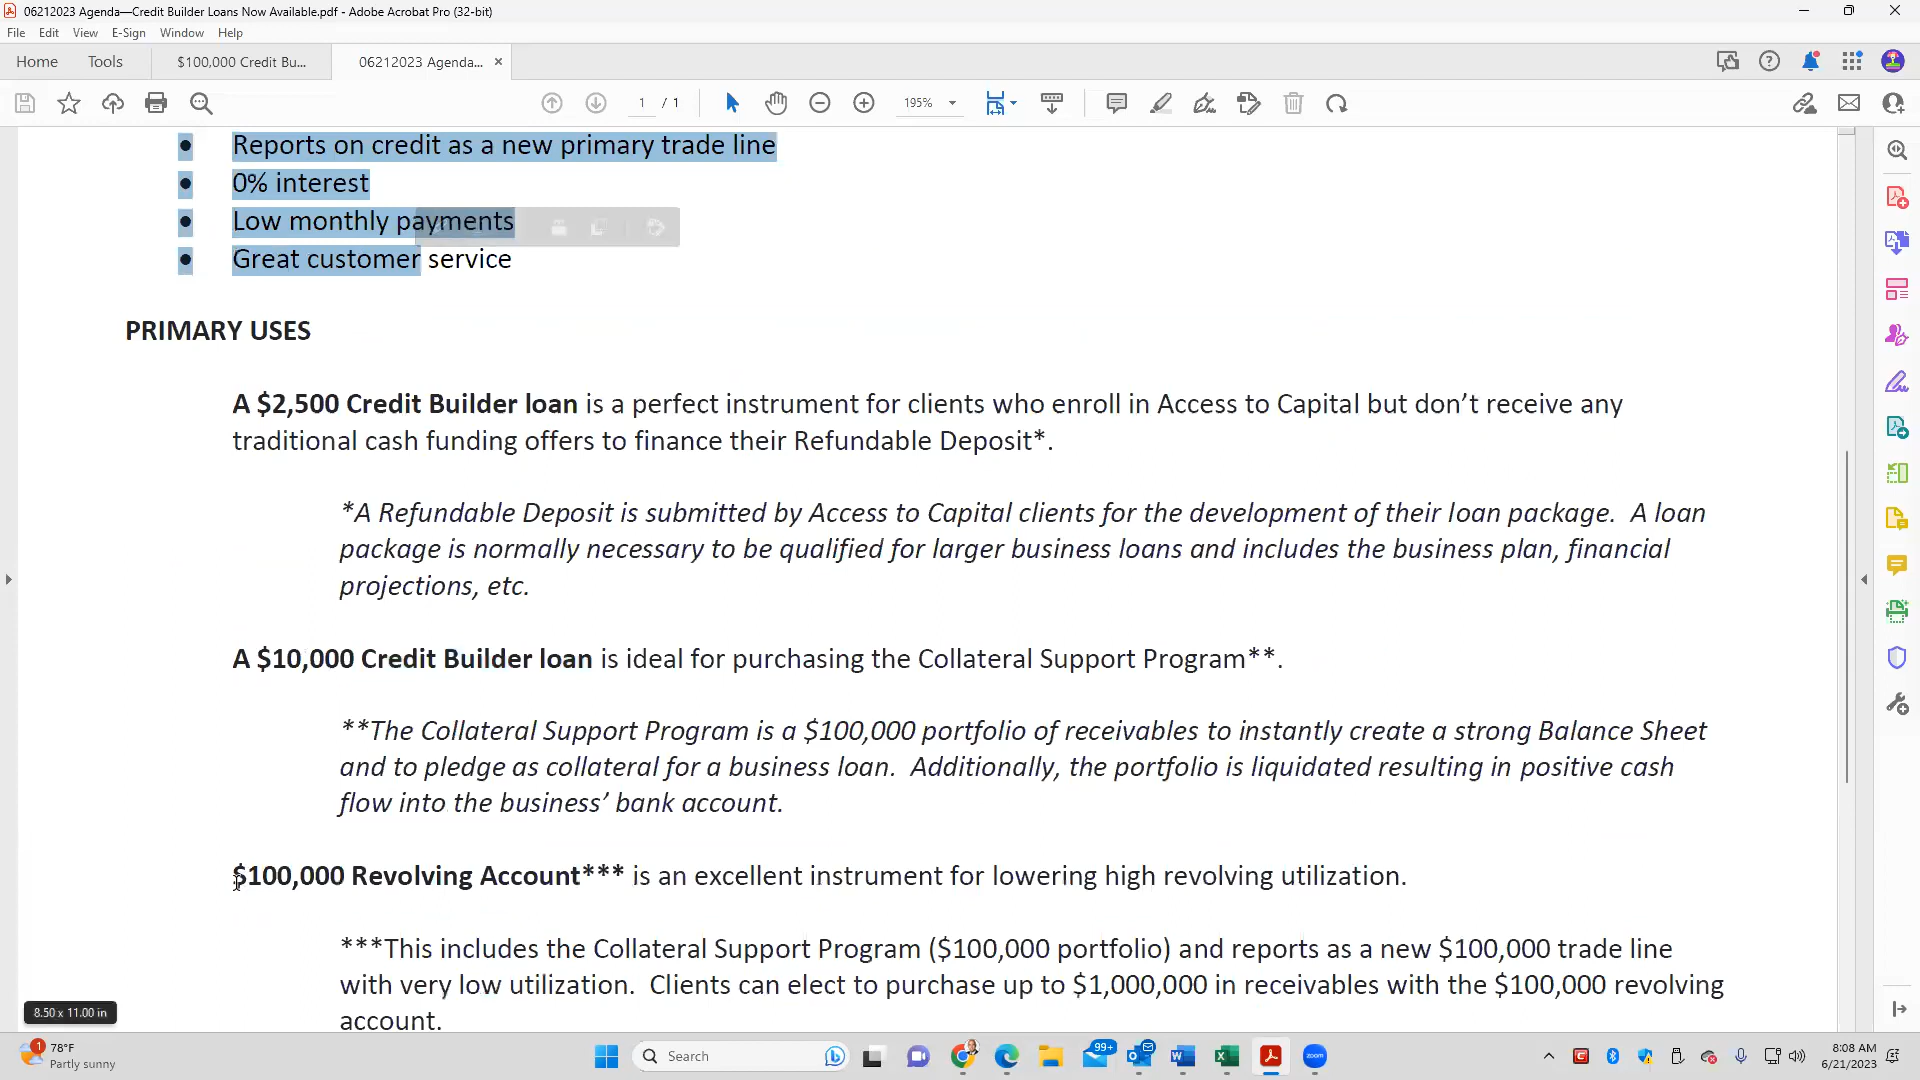 06212023 Agenda—Credit Builder Loans Now Available.pdf - Adobe Acrobat Pro (32-bit)
File Edit View E-Sign Window Help
Home Tools $100,000 Credit Bu... 06212023 Agenda... ×
1 / 1 195%
• Reports on credit as a new primary trade line
• 0% interest
• Low monthly payments
• Great customer service
PRIMARY USES
A $2,500 Credit Builder loan is a perfect instrument for clients who enroll in Access to Capital but don’t receive any
traditional cash funding offers to finance their Refundable Deposit*.
*A Refundable Deposit is submitted by Access to Capital clients for the development of their loan package. A loan
package is normally necessary to be qualified for larger business loans and includes the business plan, financial
projections, etc.
A $10,000 Credit Builder loan is ideal for purchasing the Collateral Support Program**.
**The Collateral Support Program is a $100,000 portfolio of receivables to instantly create a strong Balance Sheet
and to pledge as collateral for a business loan. Additionally, the portfolio is liquidated resulting in positive cash
flow into the business’ bank account.
$100,000 Revolving Account*** is an excellent instrument for lowering high revolving utilization.
***This includes the Collateral Support Program ($100,000 portfolio) and reports as a new $100,000 trade line
with very low utilization. Clients can elect to purchase up to $1,000,000 in receivables with the $100,000 revolving
account.
8.50 x 11.00 in
1 78°F
Partly sunny
Search
99+
zoom
8:08 AM
6/21/2023